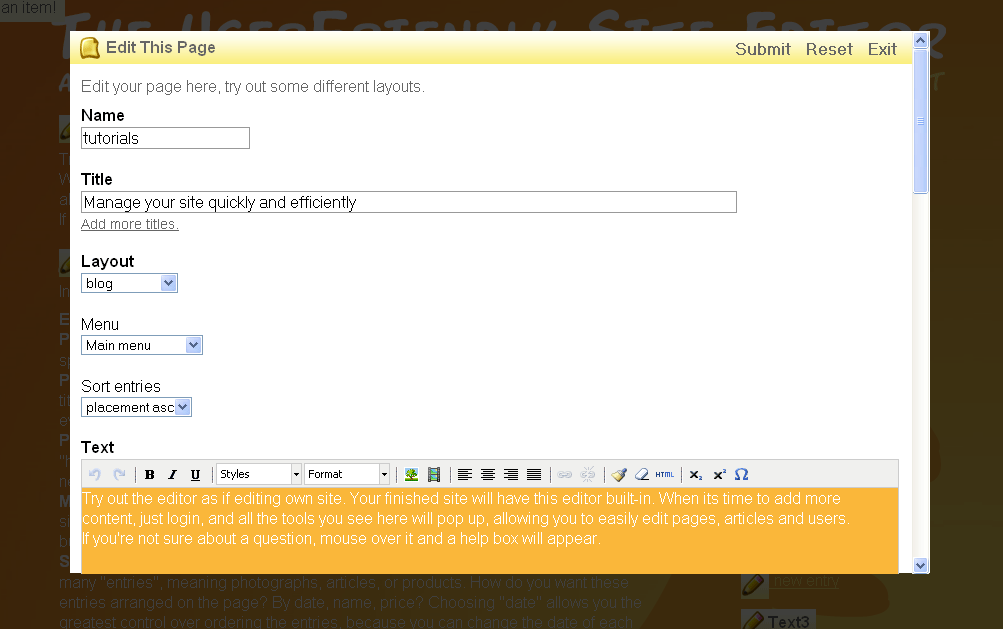 an item!
The UserFriendly Site Editor
Edit This Page
Submit Reset Exit
Edit your page here, try out some different layouts.
Name
tutorials
Title
Manage your site quickly and efficiently
Add more titles.
Layout
blog
Menu
Main menu
Sort entries
placement asc
Text
B I U Styles Format HTML x₂ x² Ω
Try out the editor as if editing own site. Your finished site will have this editor built-in. When its time to add more
content, just login, and all the tools you see here will pop up, allowing you to easily edit pages, articles and users.
If you're not sure about a question, mouse over it and a help box will appear.
many "entries", meaning photographs, articles, or products. How do you want these
entries arranged on the page? By date, name, price? Choosing "date" allows you the
greatest control over ordering the entries, because you can change the date of each
new entry
Text3